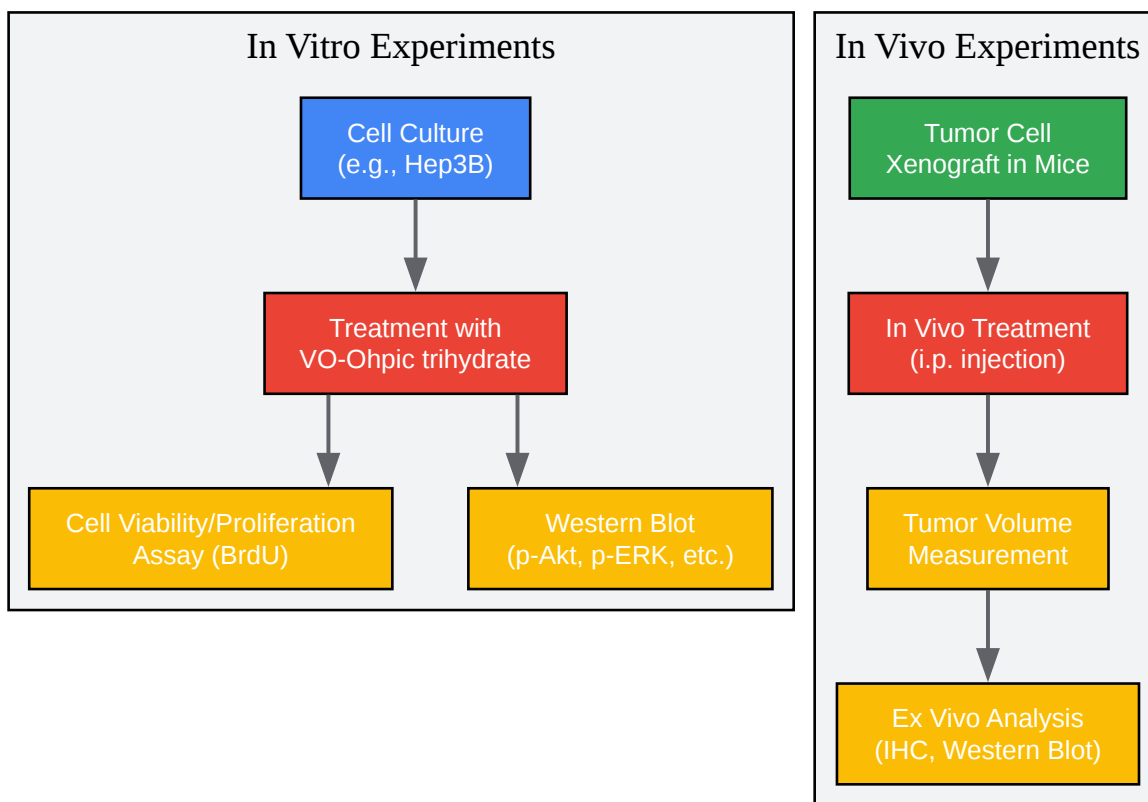 In Vitro Experiments
Cell Culture
(e.g., Hep3B)
Treatment with
VO-Ohpic trihydrate
Cell Viability/Proliferation
Assay (BrdU)
Western Blot
(p-Akt, p-ERK, etc.)
In Vivo Experiments
Tumor Cell
Xenograft in Mice
In Vivo Treatment
(i.p. injection)
Tumor Volume
Measurement
Ex Vivo Analysis
(IHC, Western Blot)